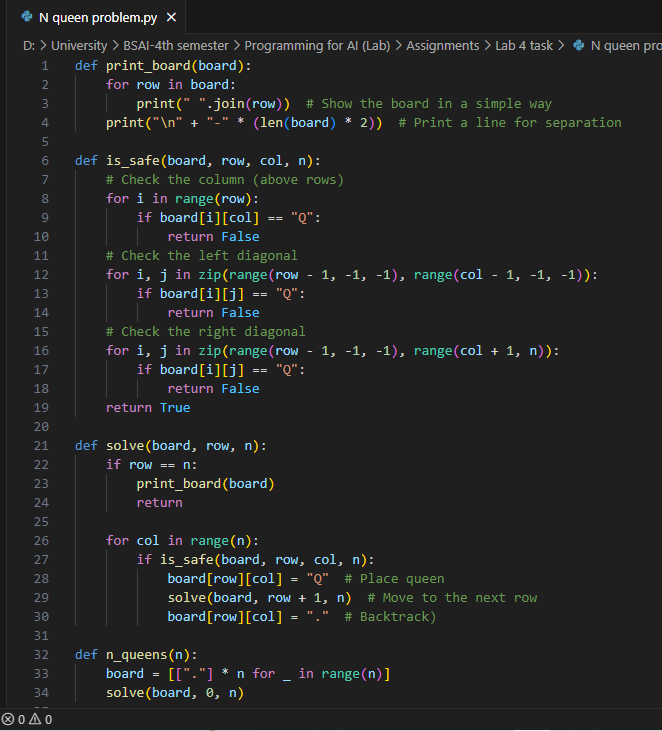 N queen problem.py ×
D: > University > BSAI-4th semester > Programming for AI (Lab) > Assignments > Lab 4 task > N queen pro
1 def print_board(board):
2     for row in board:
3         print(" ".join(row))  # Show the board in a simple way
4     print("\n" + "-" * (len(board) * 2))  # Print a line for separation
5
6 def is_safe(board, row, col, n):
7     # Check the column (above rows)
8     for i in range(row):
9         if board[i][col] == "Q":
10             return False
11     # Check the left diagonal
12     for i, j in zip(range(row - 1, -1, -1), range(col - 1, -1, -1)):
13         if board[i][j] == "Q":
14             return False
15     # Check the right diagonal
16     for i, j in zip(range(row - 1, -1, -1), range(col + 1, n)):
17         if board[i][j] == "Q":
18             return False
19     return True
20
21 def solve(board, row, n):
22     if row == n:
23         print_board(board)
24         return
25
26     for col in range(n):
27         if is_safe(board, row, col, n):
28             board[row][col] = "Q"  # Place queen
29             solve(board, row + 1, n)  # Move to the next row
30             board[row][col] = "."  # Backtrack)
31
32 def n_queens(n):
33     board = [["."] * n for _ in range(n)]
34     solve(board, 0, n)
0 0